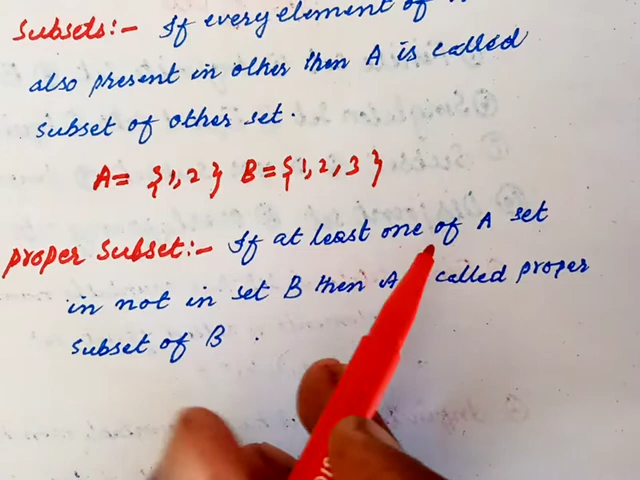 Subsets:- If every element of
also present in other then A is called
subset of other set.
A= {1,2} B={1,2,3}
Proper Subset:- If at least one of A set
in not in set B then A called proper
subset of B